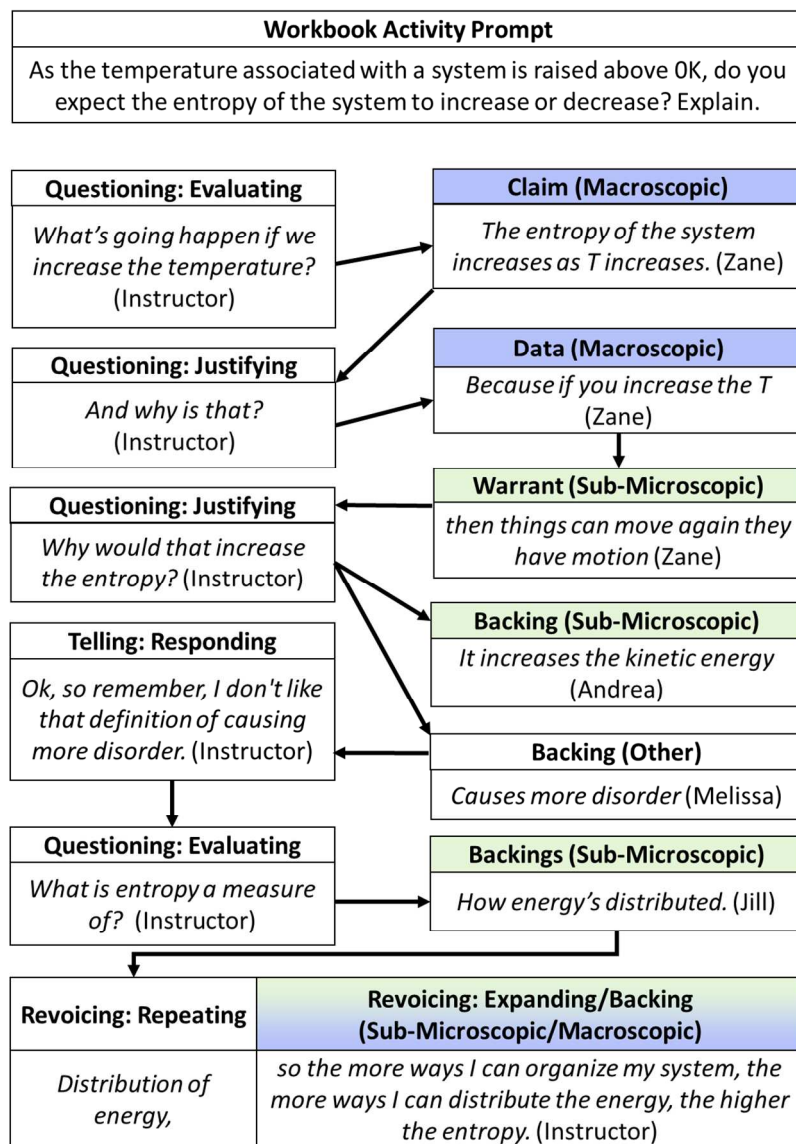 Workbook Activity Prompt
As the temperature associated with a system is raised above 0K, do you
expect the entropy of the system to increase or decrease? Explain.
Questioning: Evaluating
What's going happen if we
increase the temperature?
(Instructor)
Claim (Macroscopic)
The entropy of the system
increases as T increases. (Zane)
Questioning: Justifying
And why is that?
(Instructor)
Data (Macroscopic)
Because if you increase the T
(Zane)
Warrant (Sub-Microscopic)
then things can move again they
have motion (Zane)
Questioning: Justifying
Why would that increase
the entropy? (Instructor)
Backing (Sub-Microscopic)
It increases the kinetic energy
(Andrea)
Backing (Other)
Causes more disorder (Melissa)
Telling: Responding
Ok, so remember, I don't like
that definition of causing
more disorder. (Instructor)
Questioning: Evaluating
What is entropy a measure
of? (Instructor)
Backings (Sub-Microscopic)
How energy's distributed. (Jill)
Revoicing: Repeating
Distribution of
energy,
Revoicing: Expanding/Backing
(Sub-Microscopic/Macroscopic)
so the more ways I can organize my system, the
more ways I can distribute the energy, the higher
the entropy. (Instructor)